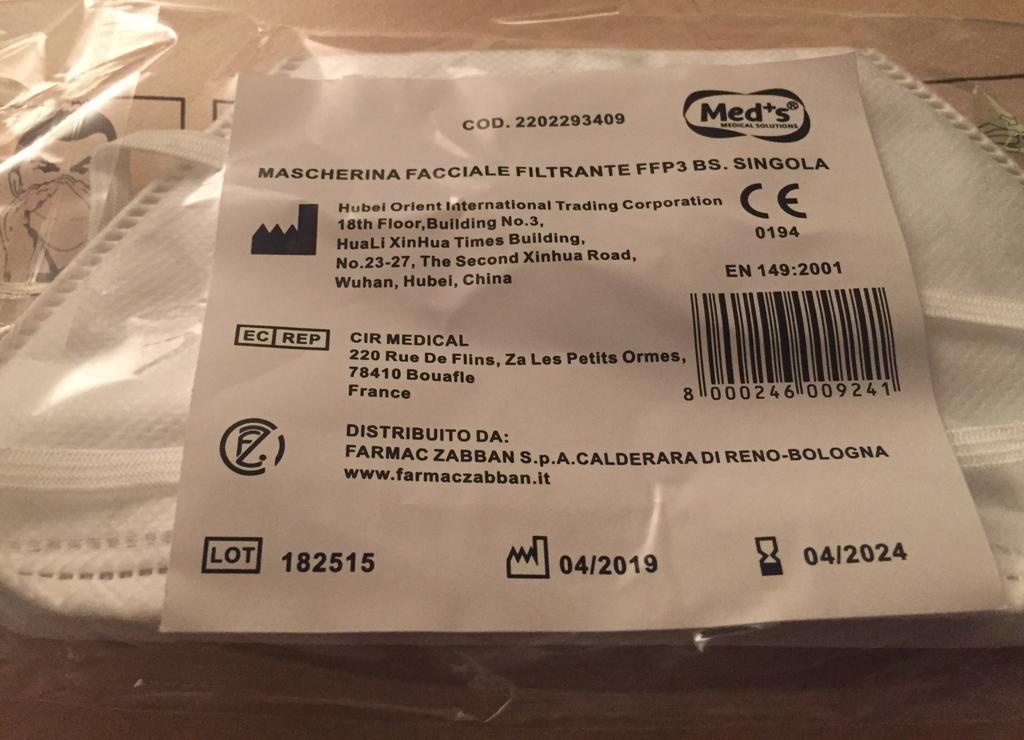 COD. 2202293409
Med+s®
MEDICAL SOLUTIONS
MASCHERINA FACCIALE FILTRANTE FFP3 BS. SINGOLA
Hubei Orient International Trading Corporation
18th Floor,Building No.3,
HuaLi XinHua Times Building,
No.23-27, The Second Xinhua Road,
Wuhan, Hubei, China
CE
0194
EN 149:2001
EC REP
CIR MEDICAL
220 Rue De Flins, Za Les Petits Ormes,
78410 Bouafle
France
8 000246 009241
FZ
DISTRIBUITO DA:
FARMAC ZABBAN S.p.A.CALDERARA DI RENO-BOLOGNA
www.farmaczabban.it
LOT 182515
04/2019
04/2024